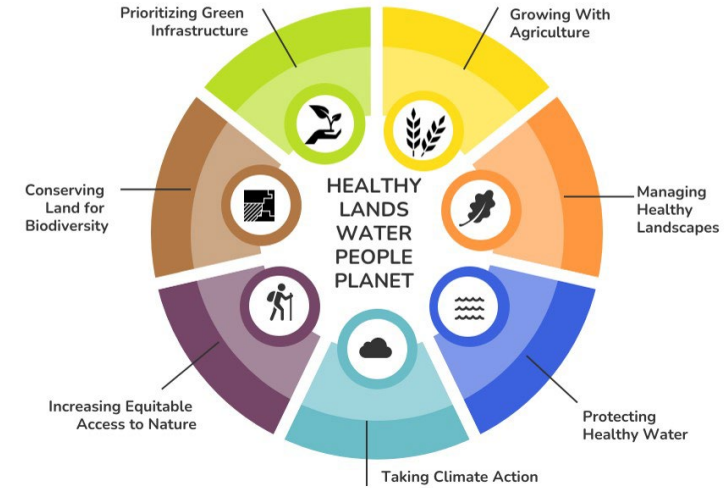 Prioritizing Green
Infrastructure
Growing With
Agriculture
Conserving
Land for
Biodiversity
HEALTHY
LANDS
WATER
PEOPLE
PLANET
Managing
Healthy
Landscapes
Increasing Equitable
Access to Nature
Protecting
Healthy Water
Taking Climate Action